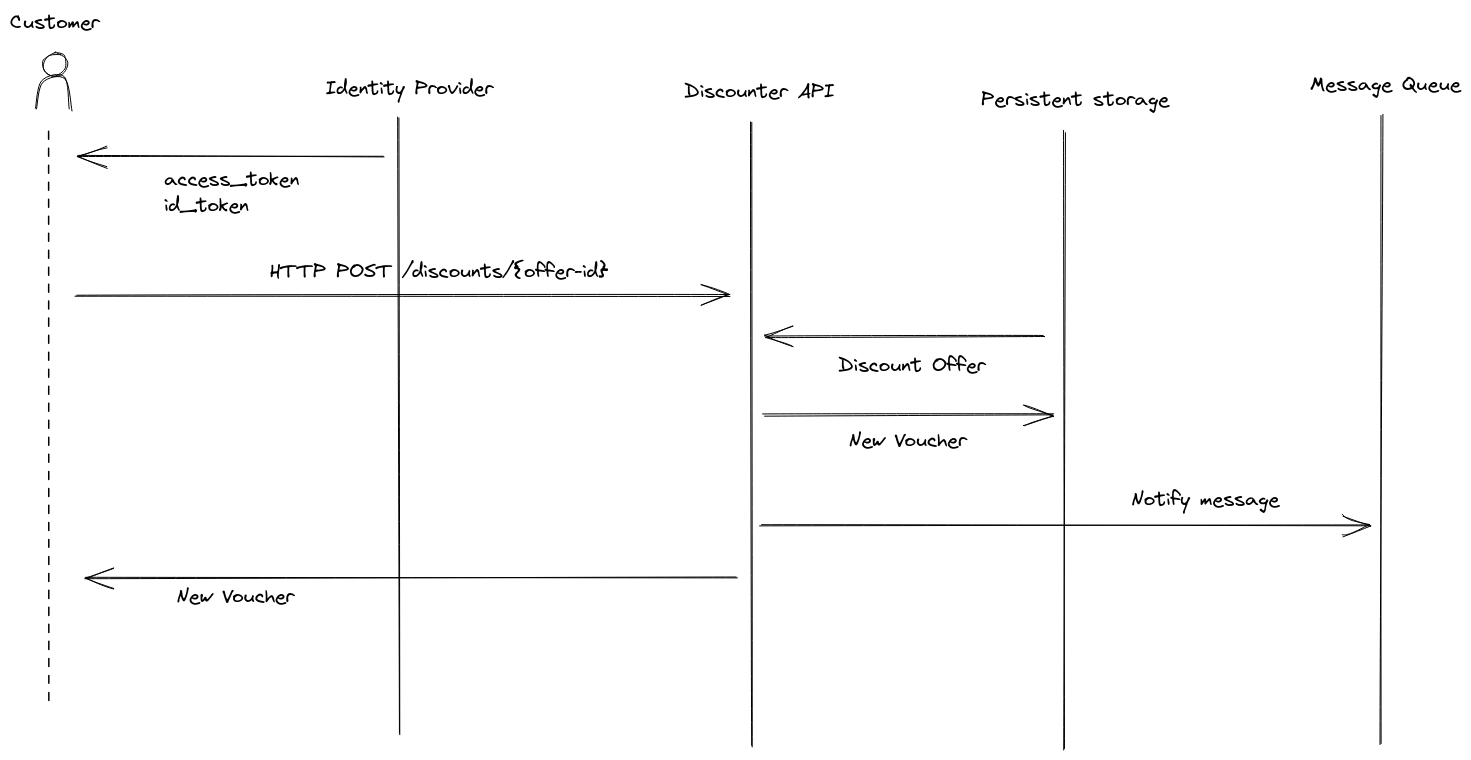 Customer
Identity Provider
Discounter API
Persistent storage
Message Queue
access_token
id_token
HTTP POST /discounts/{offer-id}
Discount Offer
New Voucher
Notify message
New Voucher